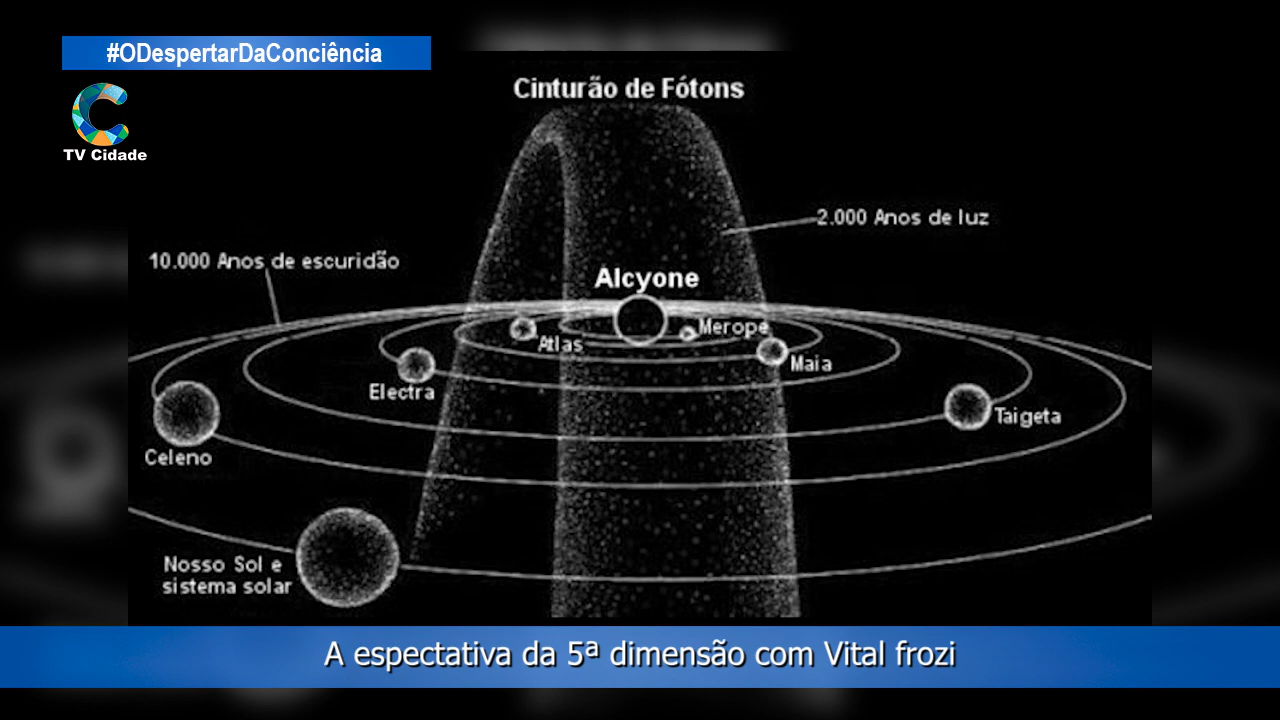 #ODespertarDaConciência
TV Cidade
Cinturão de Fótons
2.000 Anos de luz
10.000 Anos de escuridão
Alcyone
Merope
Atlas
Maia
Electra
Taigeta
Celeno
Nosso Sol e
sistema solar
A espectativa da 5ª dimensão com Vital frozi